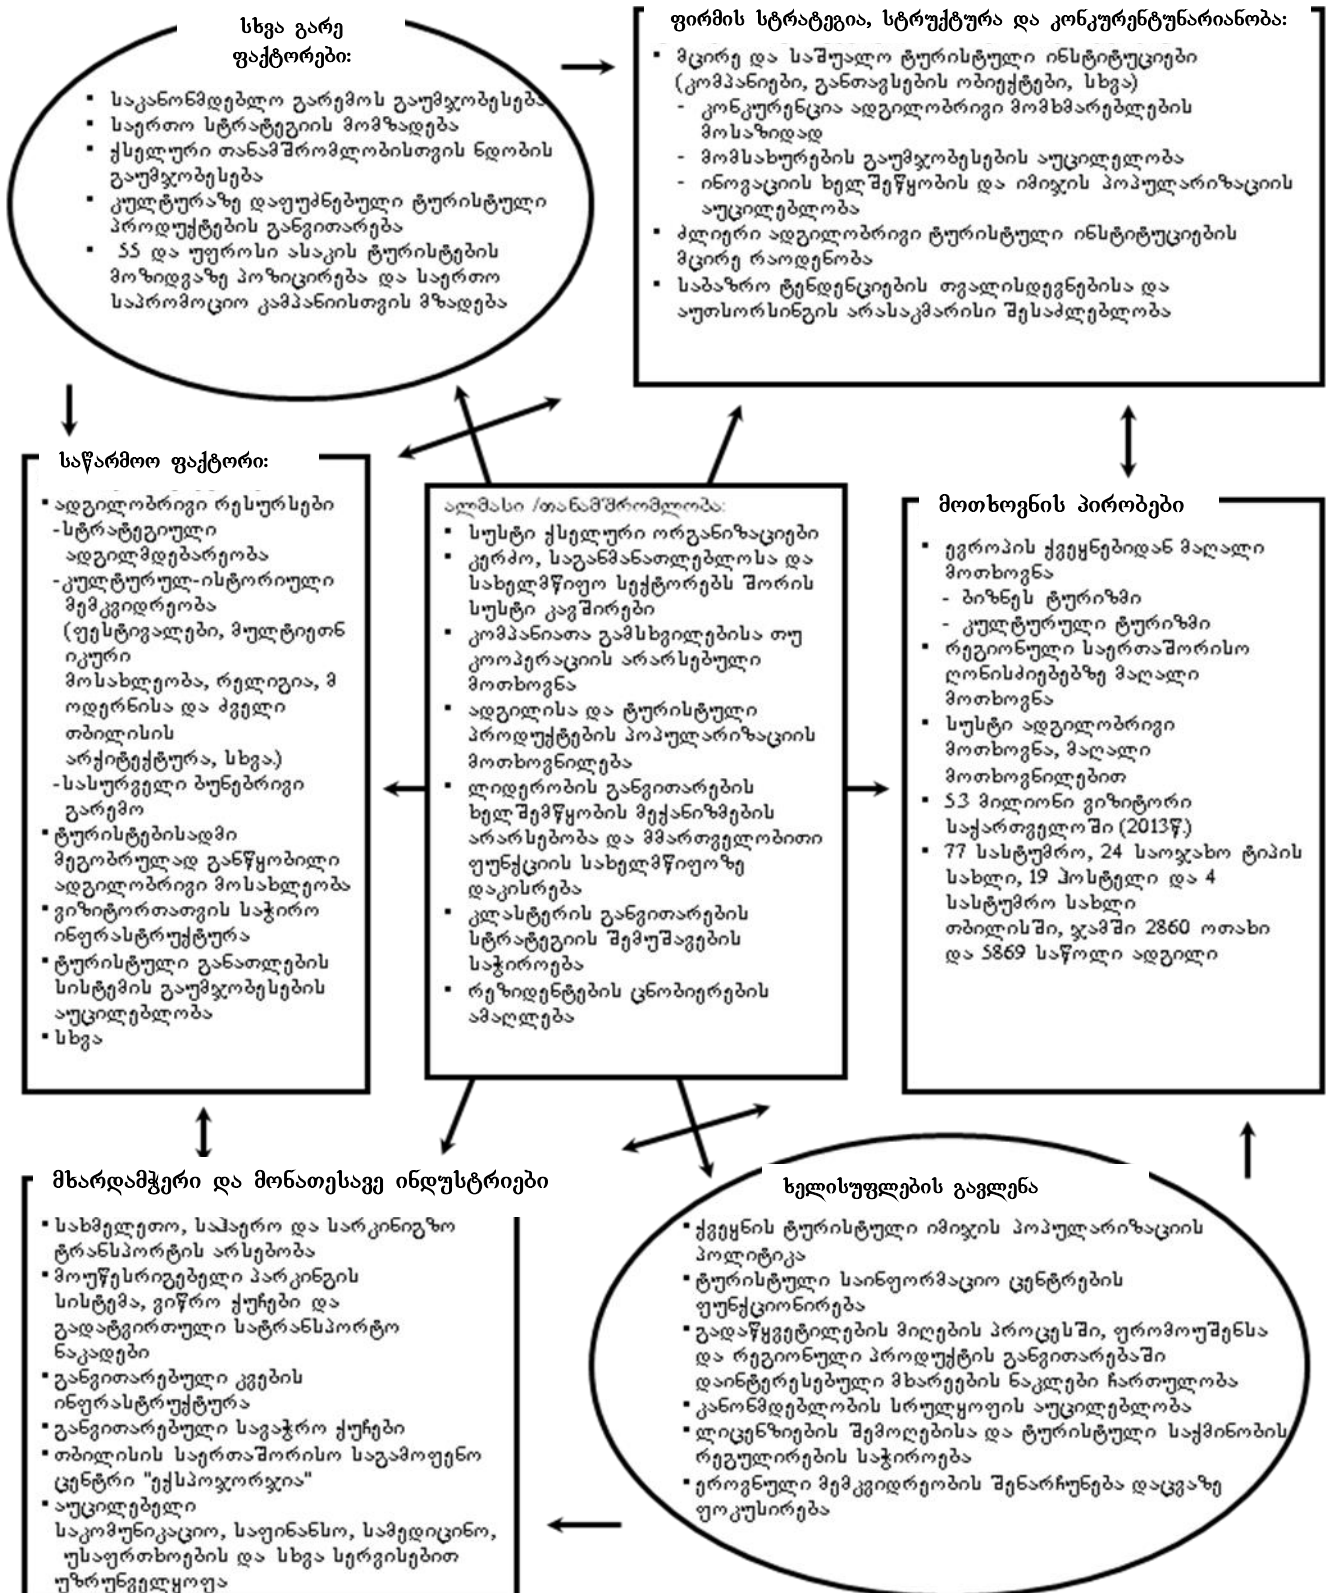 სხვა გარე
ფაქტორები:
▪ საკანონმდებლო გარემოს გაუმჯობესება
▪ საერთო სტრატეგიის მომზადება
▪ ქსელური თანამშრომლობისთვის ნდობის
გაუმჯობესება
▪ კულტურაზე დაფუძნებული ტურისტული
პროდუქტების განვითარება
▪ 55 და უფროსი ასაკის ტურისტების
მოზიდვაზე პოზიცირება და საერთო
საპრომოციო კამპანიისთვის მზადება
ფირმის სტრატეგია, სტრუქტურა და კონკურენტუნარიანობა:
▪ მცირე და საშუალო ტურისტული ინსტიტუციები
(კომპანიები, განთავსების ობიექტები, სხვა)
- კონკურენცია ადგილობრივი მომხმარებლების
მოსაზიდად
- მომსახურების გაუმჯობესების აუცილელობა
- ინოვაციის ხელშეწყობის და იმიჯის პოპულარიზაციის
აუცილებლობა
▪ ძლიერი ადგილობრივი ტურისტული ინსტიტუციების
მცირე რაოდენობა
▪ საბაზრო ტენდენციების თვალისდევნებისა და
აუთსორსინგის არასაკმარისი შესაძლებლობა
საწარმოო ფაქტორი:
▪ ადგილობრივი რესურსები
-სტრატეგიული
ადგილმდებარეობა
-კულტურულ-ისტორიული
მემკვიდრეობა
(ფესტივალები, მულტიეთნ
იკური
მოსახლეობა, რელიგია, მ
ოდერნისა და ძველი
თბილისის
არქიტექტურა, სხვა.)
-სასურველი ბუნებრივი
გარემო
▪ ტურისტებისადმი
მეგობრულად განწყობილი
ადგილობრივი მოსახლეობა
▪ ვიზიტორთათვის საჭირო
ინფრასტრუქტურა
▪ ტურისტული განათლების
სისტემის გაუმჯობესების
აუცილებლობა
▪ სხვა
ალმასი /თანამშრომლობა:
▪ სუსტი ქსელური ორგანიზაციები
▪ კერძო, საგანმანათლებლოსა და
სახელმწიფო სექტორებს შორის
სუსტი კავშირები
▪ კომპანიათა გამსხვილებისა თუ
კოოპერაციის არარსებული
მოთხოვნა
▪ ადგილისა და ტურისტული
პროდუქტების პოპულარიზაციის
მოთხოვნილება
▪ ლიდერობის განვითარების
ხელშემწყობის მექანიზმების
არარსებობა და მმართველობითი
ფუნქციის სახელმწიფოზე
დაკისრება
▪ კლასტერის განვითარების
სტრატეგიის შემუშავების
საჭიროება
▪ რეზიდენტების ცნობიერების
ამაღლება
მოთხოვნის პირობები
▪ ევროპის ქვეყნებიდან მაღალი
მოთხოვნა
- ბიზნეს ტურიზმი
- კულტურული ტურიზმი
▪ რეგიონული საერთაშორისო
ღონისძიებებზე მაღალი
მოთხოვნა
▪ სუსტი ადგილობრივი
მოთხოვნა, მაღალი
მოთხოვნილებით
▪ 5.3 მილიონი ვიზიტორი
საქართველოში (2013წ.)
▪ 77 სასტუმრო, 24 საოჯახო ტიპის
სახლი, 19 ჰოსტელი და 4
სასტუმრო სახლი
თბილისში, ჯამში 2860 ოთახი
და 5869 საწოლი ადგილი
მხარდამჭერი და მონათესავე ინდუსტრიები
▪ სახმელეთო, საჰაერო და სარკინიგზო
ტრანსპორტის არსებობა
▪ მოუწესრიგებელი პარკინგის
სისტემა, ვიწრო ქუჩები და
გადატვირთული სატრანსპორტო
ნაკადები
▪ განვითარებული კვების
ინფრასტრუქტურა
▪ განვითარებული სავაჭრო ქუჩები
▪ თბილისის საერთაშორისო საგამოფენო
ცენტრი "ექსპოჯორჯია"
▪ აუცილებელი
საკომუნიკაციო, საფინანსო, სამედიცინო,
უსაფრთხოების და სხვა სერვისებით
უზრუნველყოფა
ხელისუფლების გავლენა
▪ ქვეყნის ტურისტული იმიჯის პოპულარიზაციის
პოლიტიკა
▪ ტურისტული საინფორმაციო ცენტრების
ფუნქციონირება
▪ გადაწყვეტილების მიღების პროცესში, ფრომოუშენსა
და რეგიონული პროდუქტის განვითარებაში
დაინტერესებული მხარეების ნაკლები ჩართულობა
▪ კანონმდებლობის სრულყოფის აუცილებლობა
▪ ლიცენზიების შემოღებისა და ტურისტული საქმინობის
რეგულირების საჭიროება
▪ ეროვნული მემკვიდრეობის შენარჩუნება დაცვაზე
ფოკუსირება